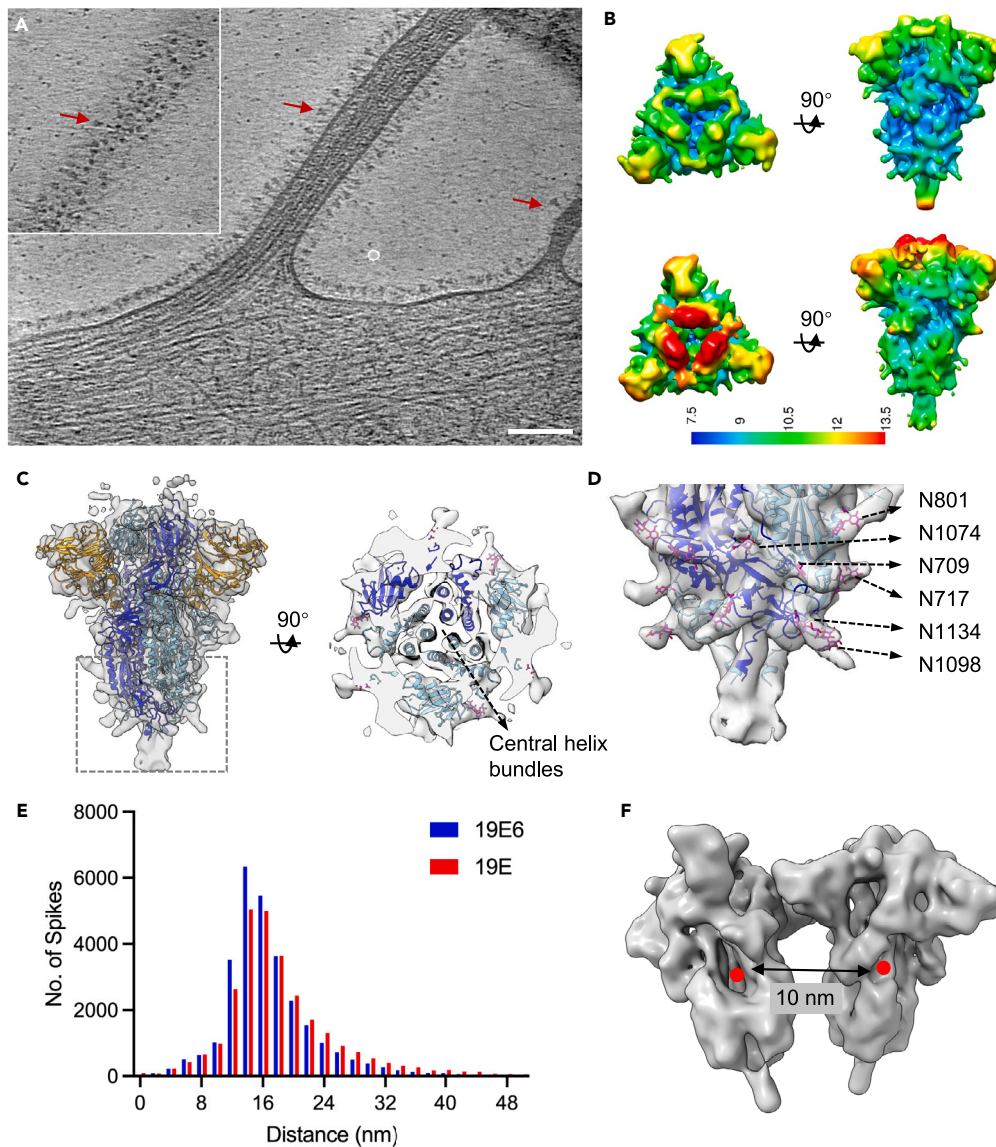 A
B
90°
90°
7.5
9
10.5
12
13.5
C
90°
Central helix
bundles
D
N801
N1074
N709
N717
N1134
N1098
E
8000
6000
4000
2000
0
No. of Spikes
19E6
19E
0
8
16
24
32
40
48
Distance (nm)
F
10 nm